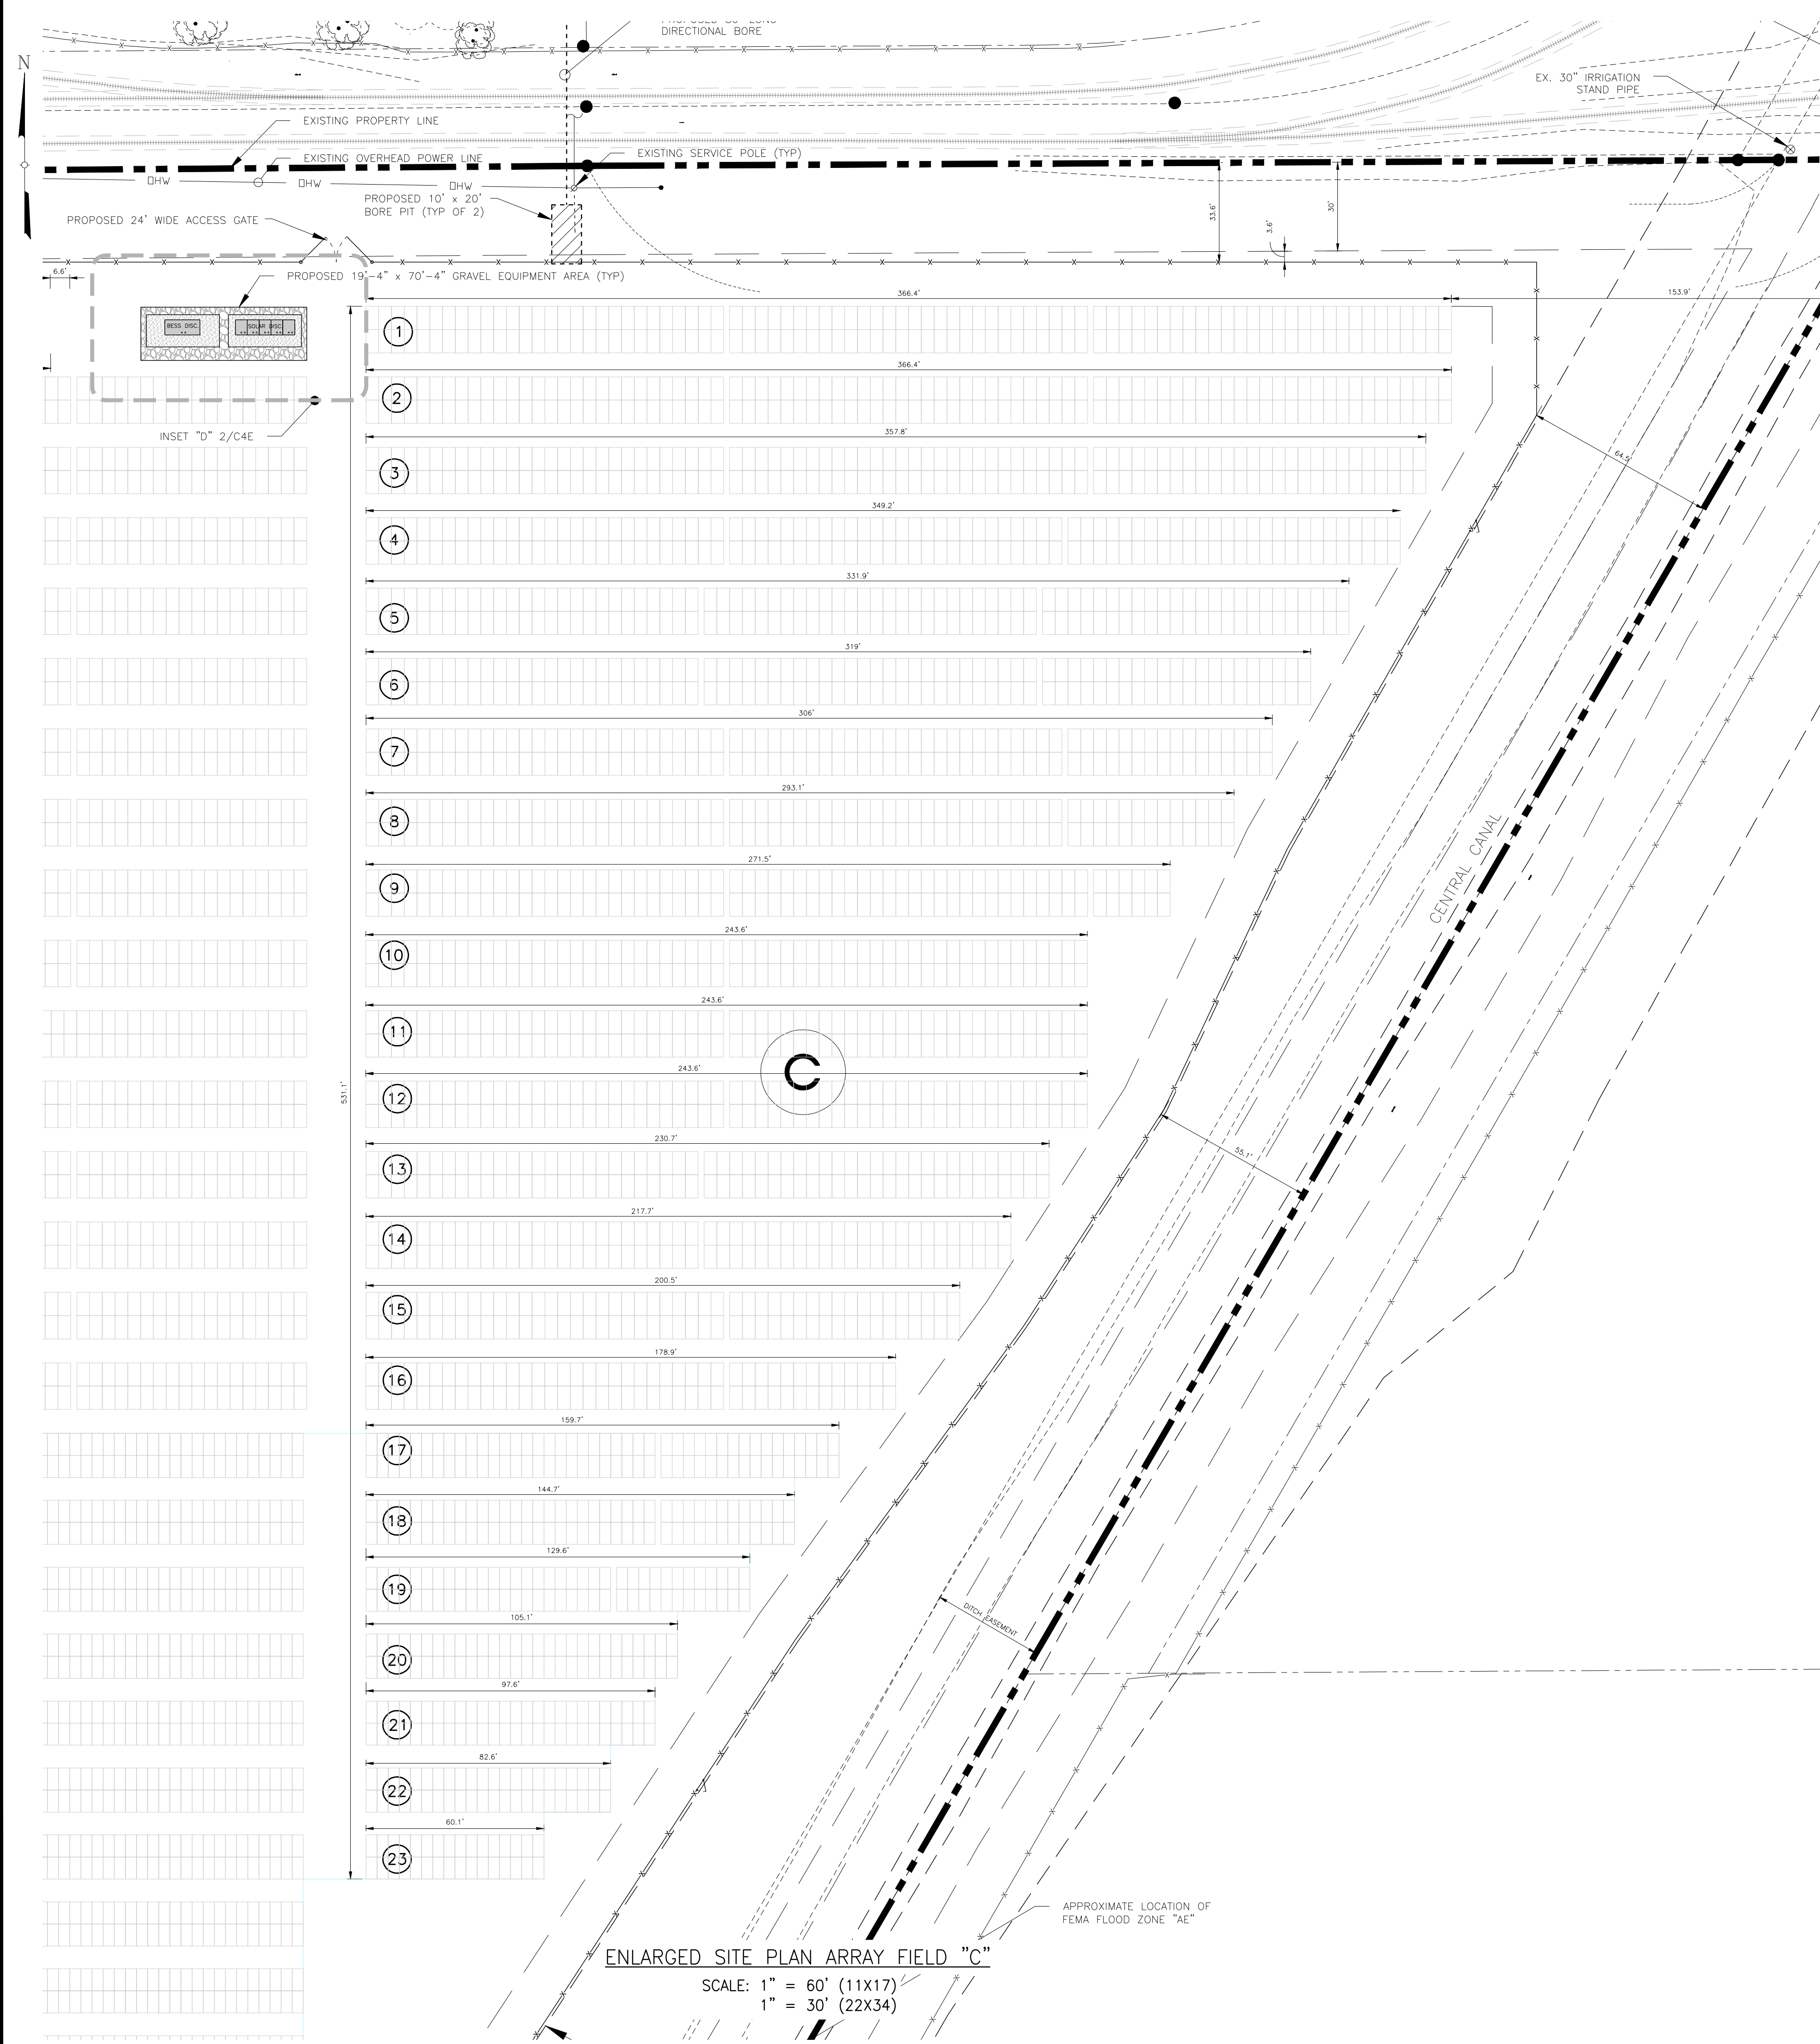 DIRECTIONAL BORE
N
EX. 30" IRRIGATION
STAND PIPE
EXISTING PROPERTY LINE
EXISTING OVERHEAD POWER LINE
EXISTING SERVICE POLE (TYP)
OHW
OHW
OHW
PROPOSED 10' x 20'
BORE PIT (TYP OF 2)
33.6'
3.6'
30'
PROPOSED 24' WIDE ACCESS GATE
6.6'
PROPOSED 19'-4" x 70'-4" GRAVEL EQUIPMENT AREA (TYP)
366.4'
153.9'
BESS DISC.
SOLAR DISC.
1
366.4'
2
INSET "D" 2/C4E
357.8'
64.5'
3
349.2'
4
331.9'
5
319'
6
306'
7
293.1'
8
CENTRAL CANAL
271.5'
9
243.6'
10
243.6'
11
C
243.6'
531.1'
12
230.7'
55.1'
13
217.7'
14
200.5'
15
178.9'
16
159.7'
17
144.7'
18
129.6'
19
DITCH EASEMENT
105.1'
20
97.6'
21
82.6'
22
60.1'
23
APPROXIMATE LOCATION OF
FEMA FLOOD ZONE "AE"
ENLARGED SITE PLAN ARRAY FIELD "C"
SCALE: 1" = 60' (11X17)
1" = 30' (22X34)